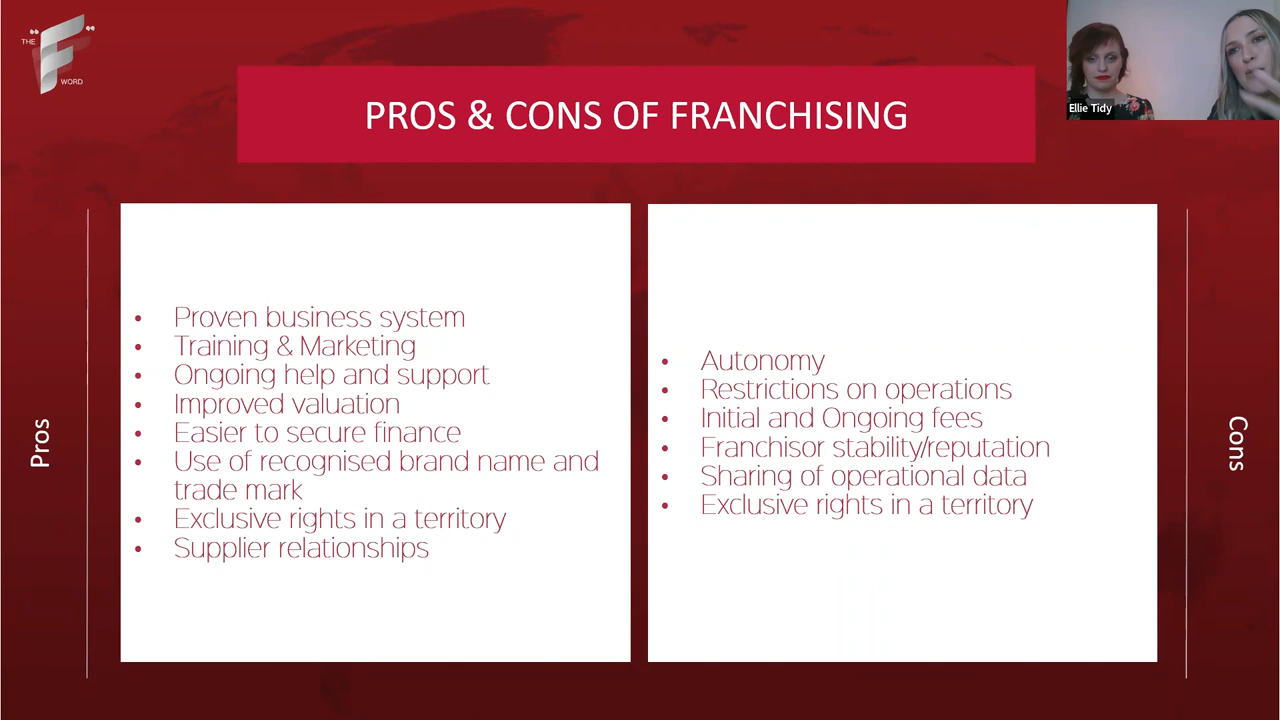 THE
"F"
WORD
PROS & CONS OF FRANCHISING
Ellie Tidy
Pros
• Proven business system
• Training & Marketing
• Ongoing help and support
• Improved valuation
• Easier to secure finance
• Use of recognised brand name and
trade mark
• Exclusive rights in a territory
• Supplier relationships
• Autonomy
• Restrictions on operations
• Initial and Ongoing fees
• Franchisor stability/reputation
• Sharing of operational data
• Exclusive rights in a territory
Cons